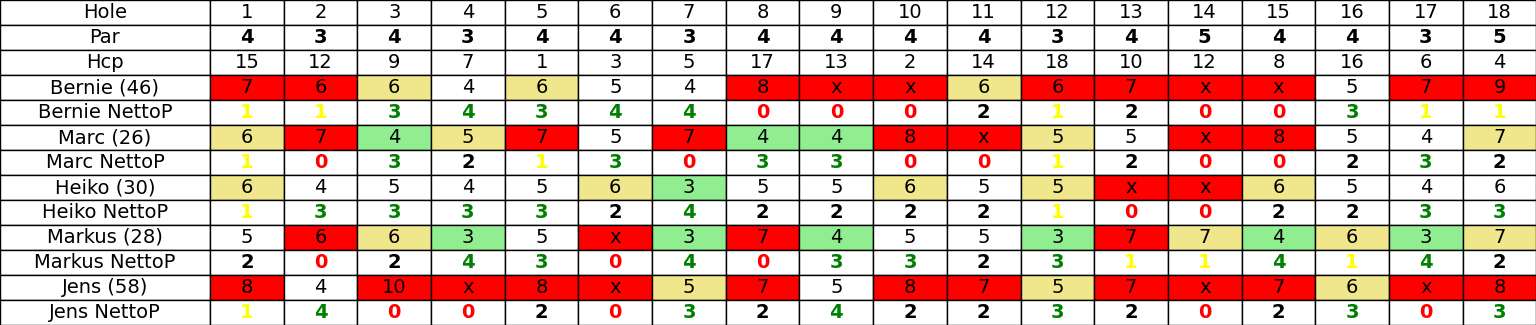 Hole 1 2 3 4 5 6 7 8 9 10 11 12 13 14 15 16 17 18
Par 4 3 4 3 4 4 3 4 4 4 4 3 4 5 4 4 3 5
Hcp 15 12 9 7 1 3 5 17 13 2 14 18 10 12 8 16 6 4
Bernie (46) 7 6 6 4 6 5 4 8 x x 6 6 7 x x 5 7 9
Bernie NettoP 1 1 3 4 3 4 4 0 0 0 2 1 2 0 0 3 1 1
Marc (26) 6 7 4 5 7 5 7 4 4 8 x 5 5 x 8 5 4 7
Marc NettoP 1 0 3 2 1 3 0 3 3 0 0 1 2 0 0 2 3 2
Heiko (30) 6 4 5 4 5 6 3 5 5 6 5 5 x x 6 5 4 6
Heiko NettoP 1 3 3 3 3 2 4 2 2 2 2 1 0 0 2 2 3 3
Markus (28) 5 6 6 3 5 x 3 7 4 5 5 3 7 7 4 6 3 7
Markus NettoP 2 0 2 4 3 0 4 0 3 3 2 3 1 1 4 1 4 2
Jens (58) 8 4 10 x 8 x 5 7 5 8 7 5 7 x 7 6 x 8
Jens NettoP 1 4 0 0 2 0 3 2 4 2 2 3 2 0 2 3 0 3